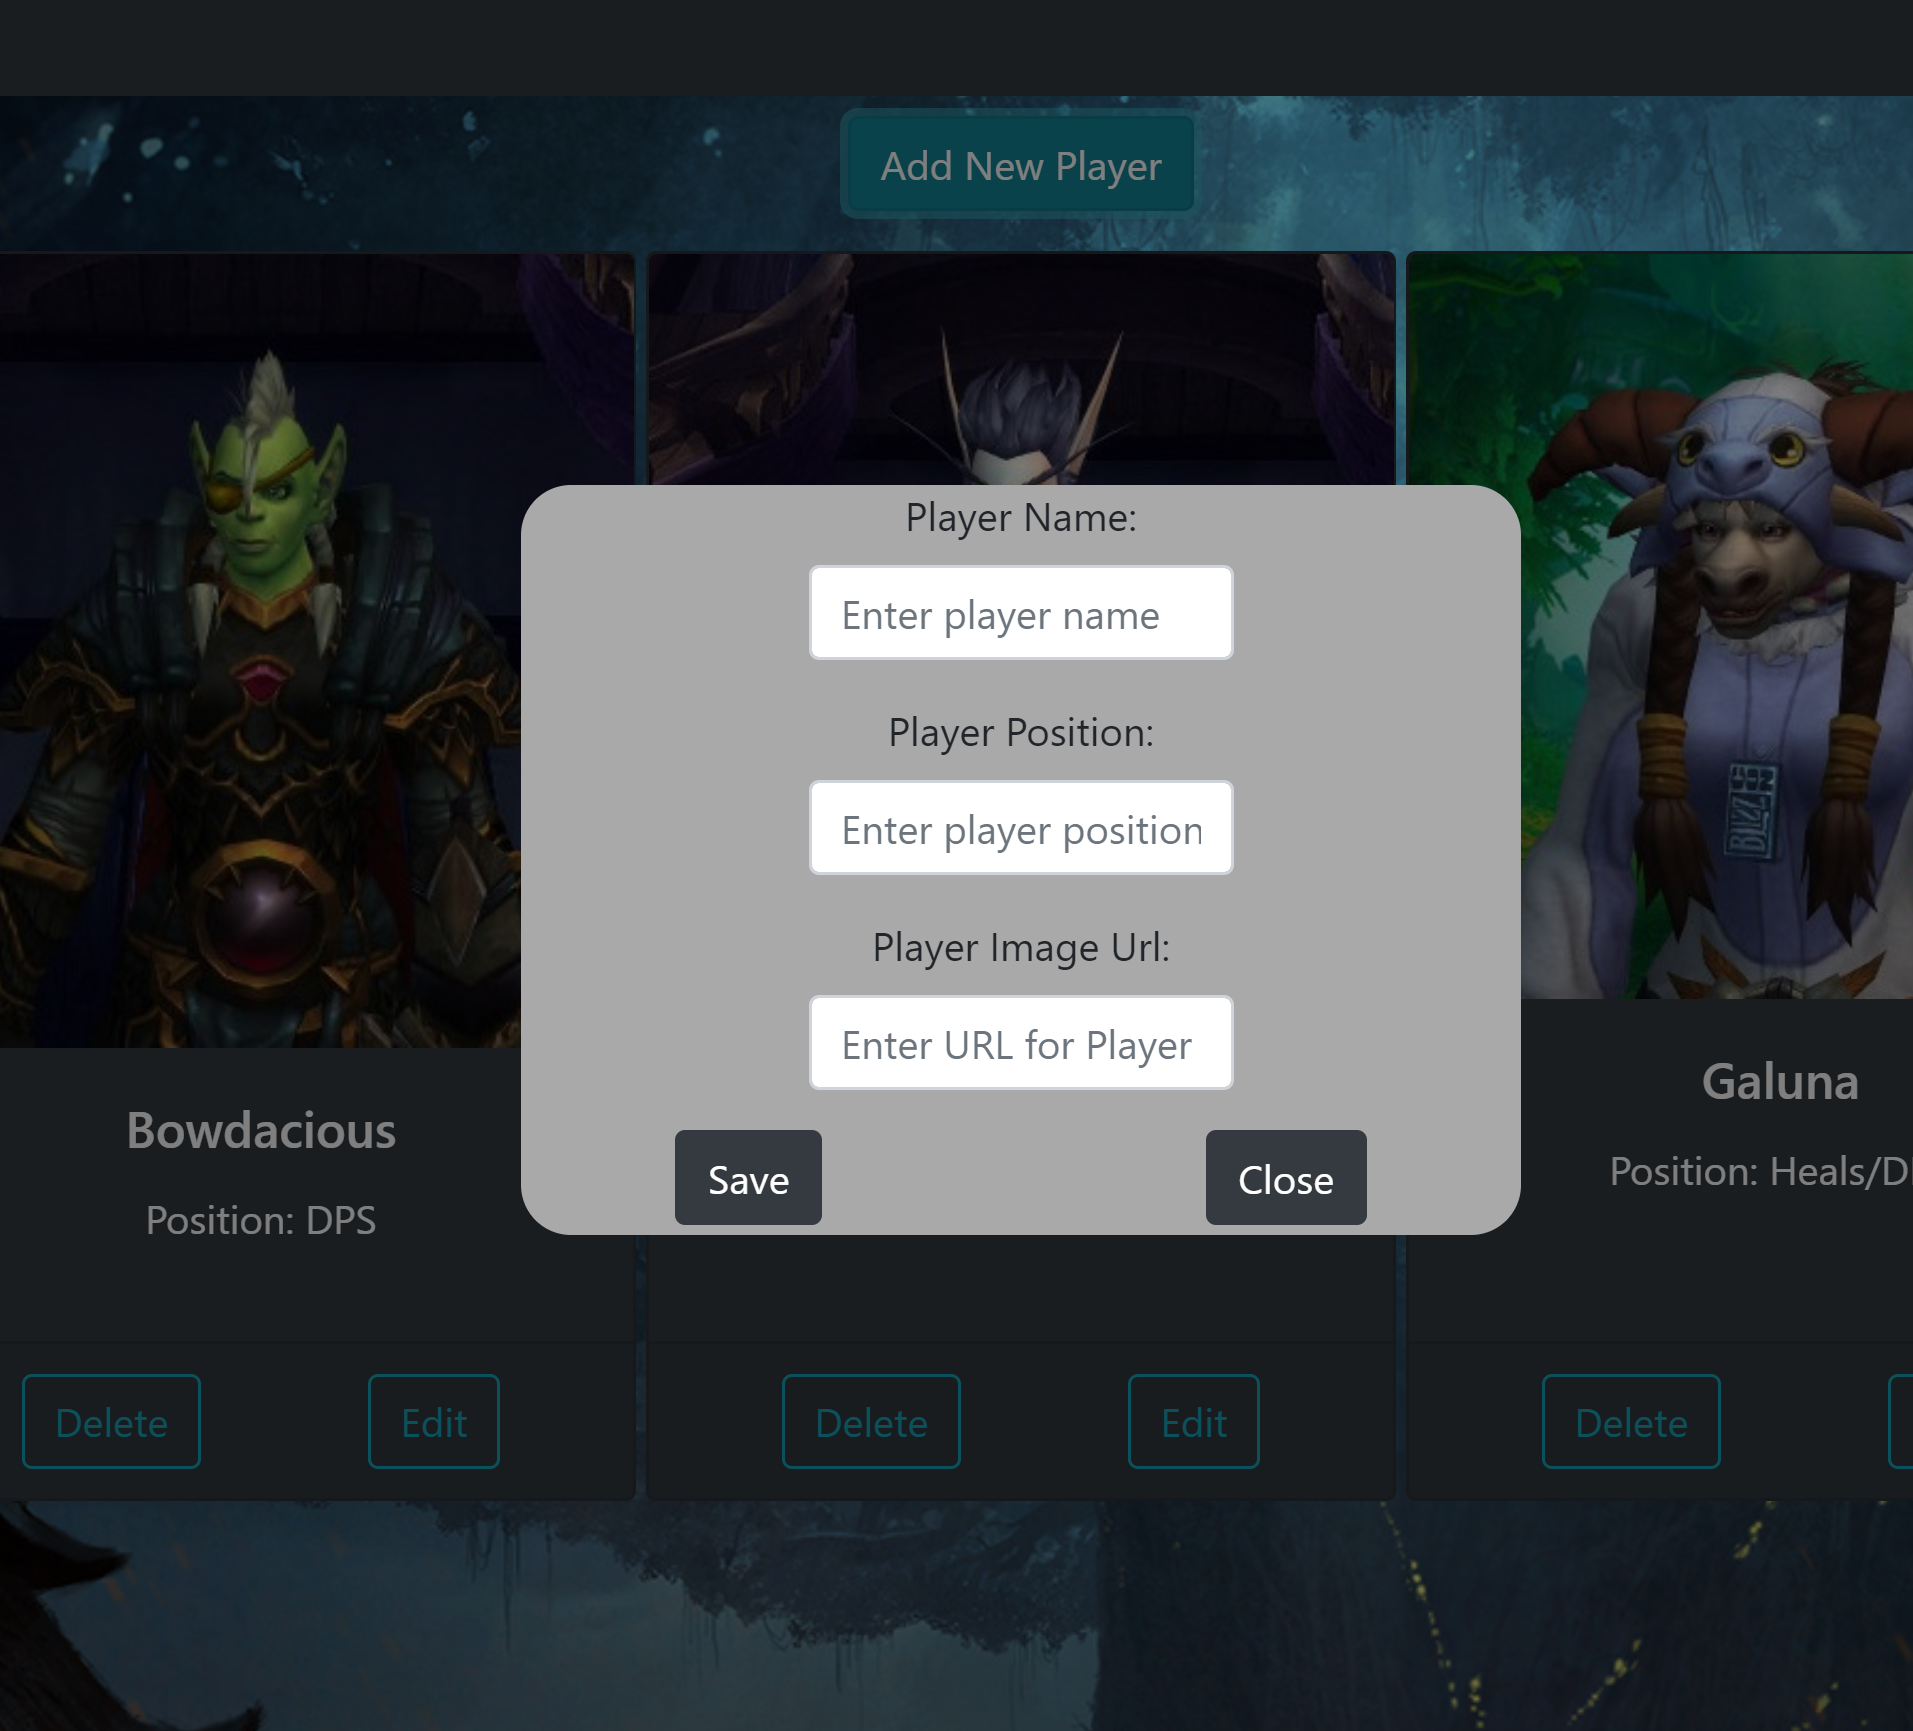 Add New Player
Player Name:
Enter player name
Player Position:
Enter player position
Player Image Url:
Enter URL for Player
Save
Close
Bowdacious
Position: DPS
Galuna
Position: Heals/D
BLIZZ
Delete
Edit
Delete
Edit
Delete